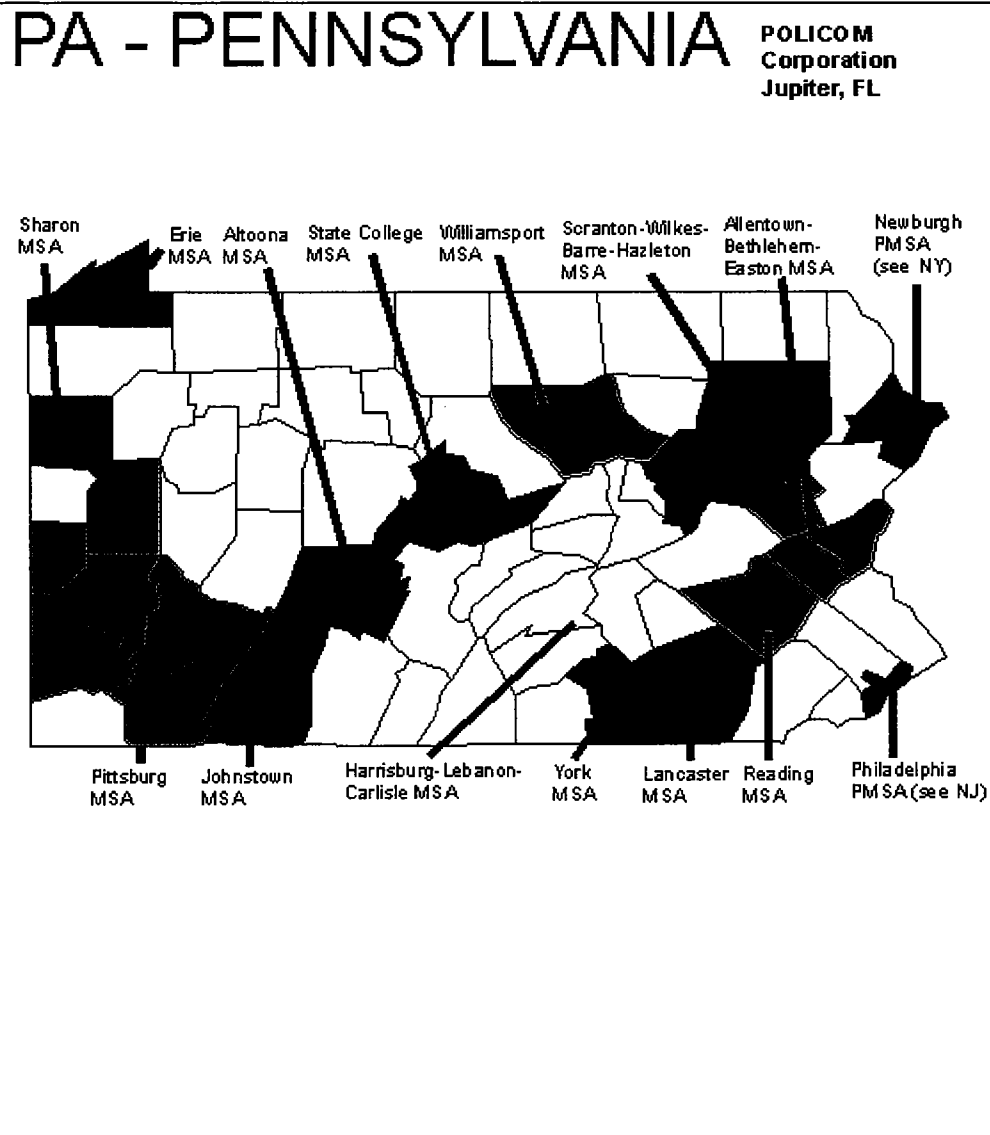 PA - PENNSYLVANIA
POLICOM
Corporation
Jupiter, FL
Sharon
MSA
Erie
MSA
Altoona
MSA
State College
MSA
Williamsport
MSA
Scranton-Wilkes-
Barre-Hazleton
MSA
Allentown-
Bethlehem-
Easton MSA
Newburgh
PMSA
(see NY)
Pittsburg
MSA
Johnstown
MSA
Harrisburg-Lebanon-
Carlisle MSA
York
MSA
Lancaster
MSA
Reading
MSA
Philadelphia
PMSA (see NJ)